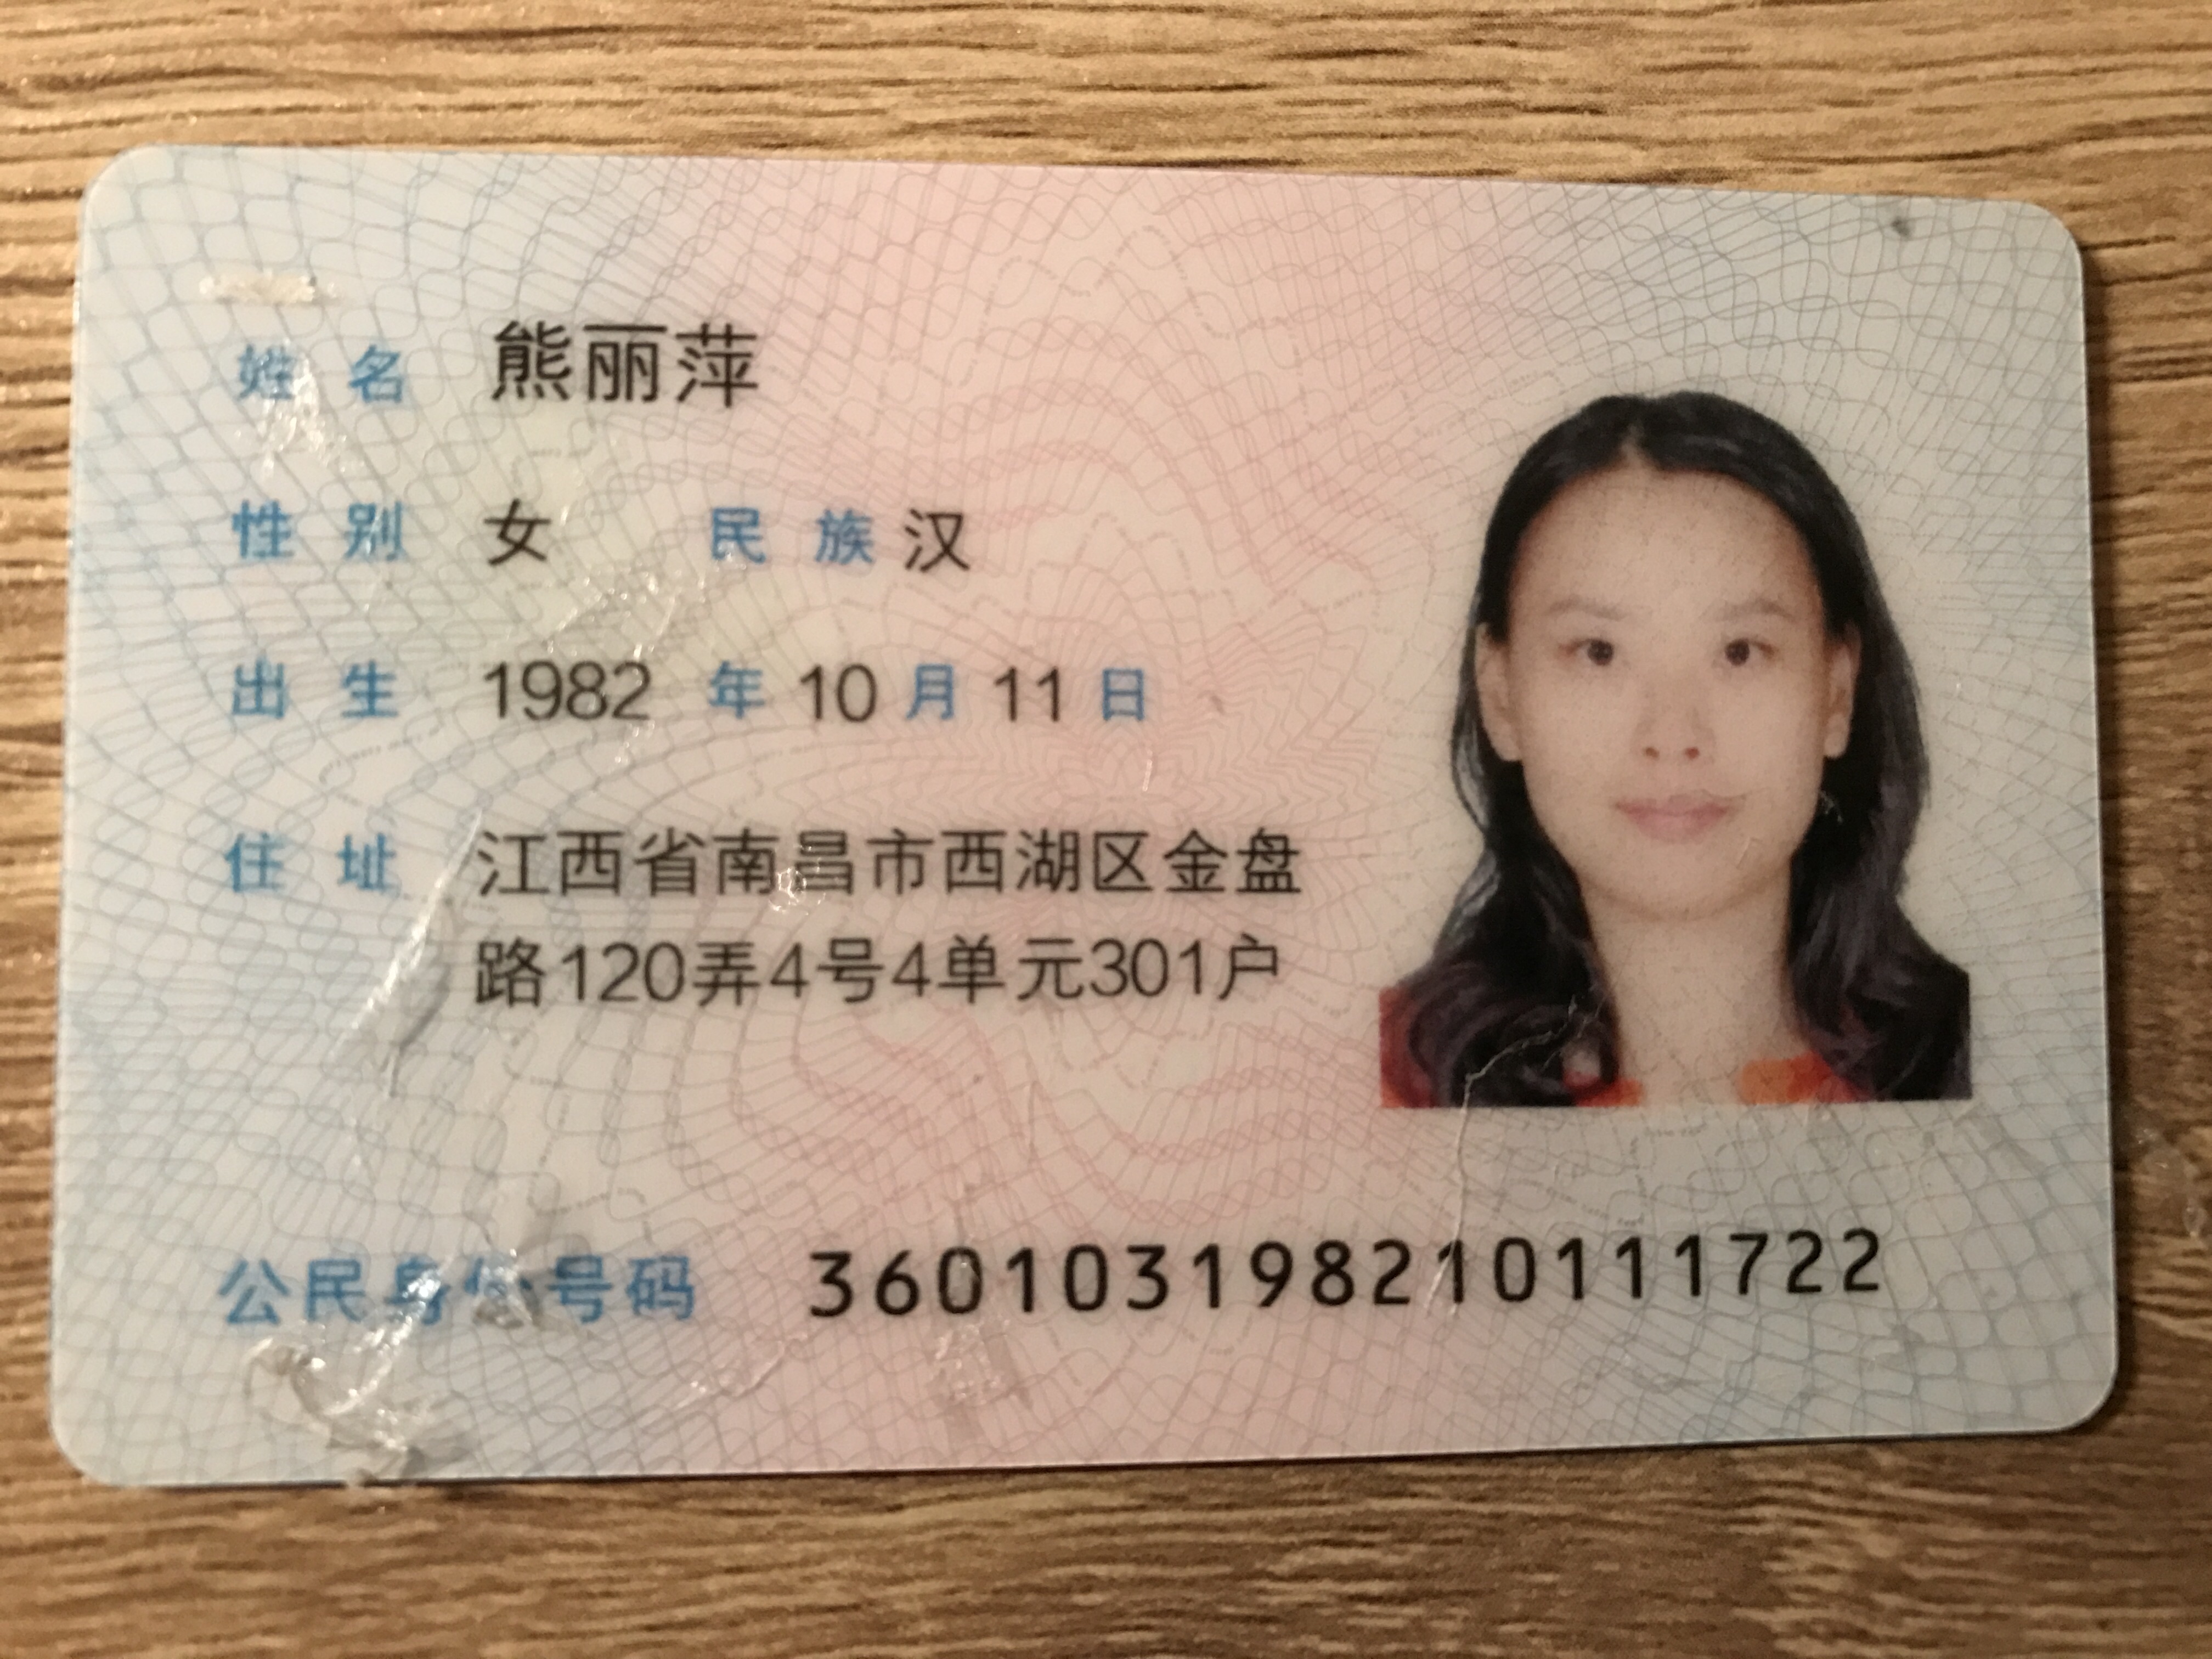 姓名 熊丽萍
性别 女 民族 汉
出生 1982 年 10 月 11 日
住址 江西省南昌市西湖区金盘
路120弄4号4单元301户
公民身份号码 360103198210111722